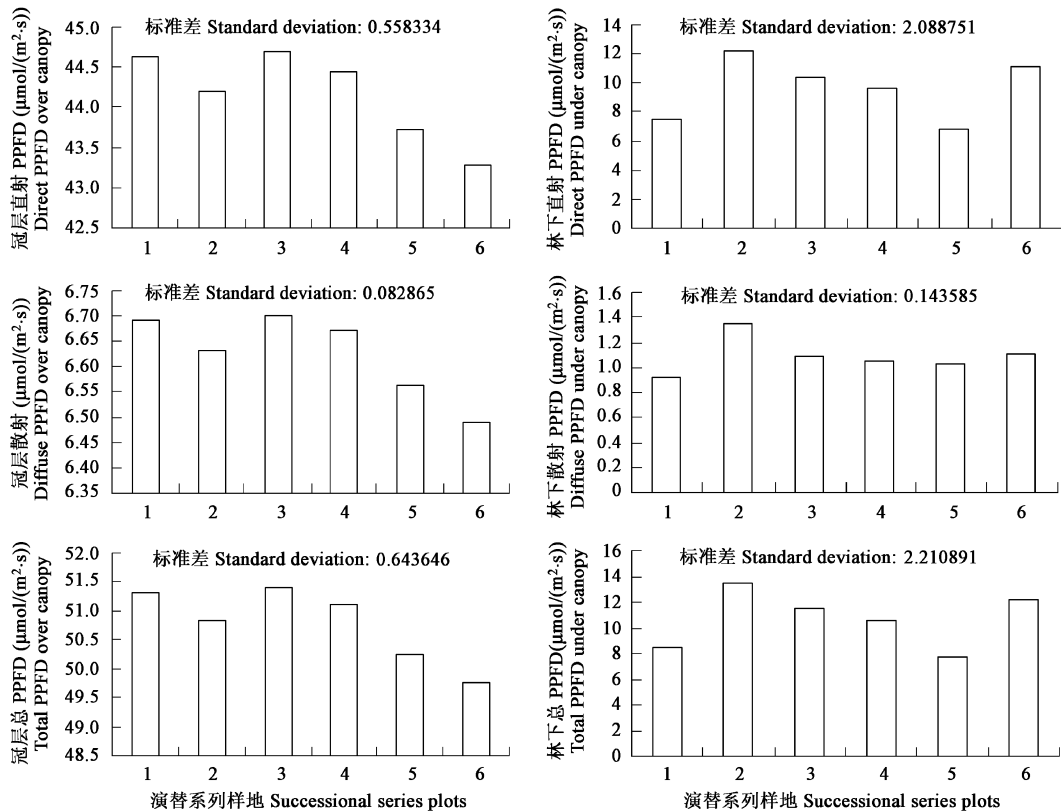 标准差 Standard deviation: 0.558334
冠层直射 PPFD (μmol/(m²·s))
Direct PPFD over canopy
45.0
44.5
44.0
43.5
43.0
42.5
1 2 3 4 5 6
标准差 Standard deviation: 2.088751
林下直射 PPFD (μmol/(m²·s))
Direct PPFD under canopy
14
12
10
8
6
4
2
0
1 2 3 4 5 6
标准差 Standard deviation: 0.082865
冠层散射 (μmol/(m²·s))
Diffuse PPFD over canopy
6.75
6.70
6.65
6.60
6.55
6.50
6.45
6.40
6.35
1 2 3 4 5 6
标准差 Standard deviation: 0.143585
林下散射 PPFD (μmol/(m²·s))
Diffuse PPFD under canopy
1.6
1.4
1.2
1.0
0.8
0.6
0.4
0.2
0
1 2 3 4 5 6
标准差 Standard deviation: 0.643646
冠层总 PPFD (μmol/(m²·s))
Total PPFD over canopy
52.0
51.5
51.0
50.5
50.0
49.5
49.0
48.5
1 2 3 4 5 6
演替系列样地 Successional series plots
标准差 Standard deviation: 2.210891
林下总 PPFD(μmol/(m²·s))
Total PPFD under canopy
16
14
12
10
8
6
4
2
0
1 2 3 4 5 6
演替系列样地 Successional series plots